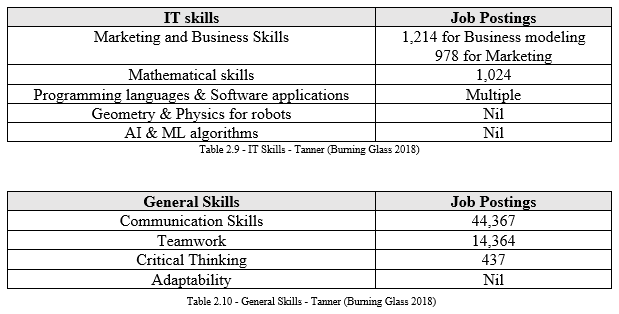 IT skills Job Postings
Marketing and Business Skills 1,214 for Business modeling
978 for Marketing
Mathematical skills 1,024
Programming languages & Software applications Multiple
Geometry & Physics for robots Nil
AI & ML algorithms Nil
Table 2.9 - IT Skills - Tanner (Burning Glass 2018)
General Skills Job Postings
Communication Skills 44,367
Teamwork 14,364
Critical Thinking 437
Adaptability Nil
Table 2.10 - General Skills - Tanner (Burning Glass 2018)